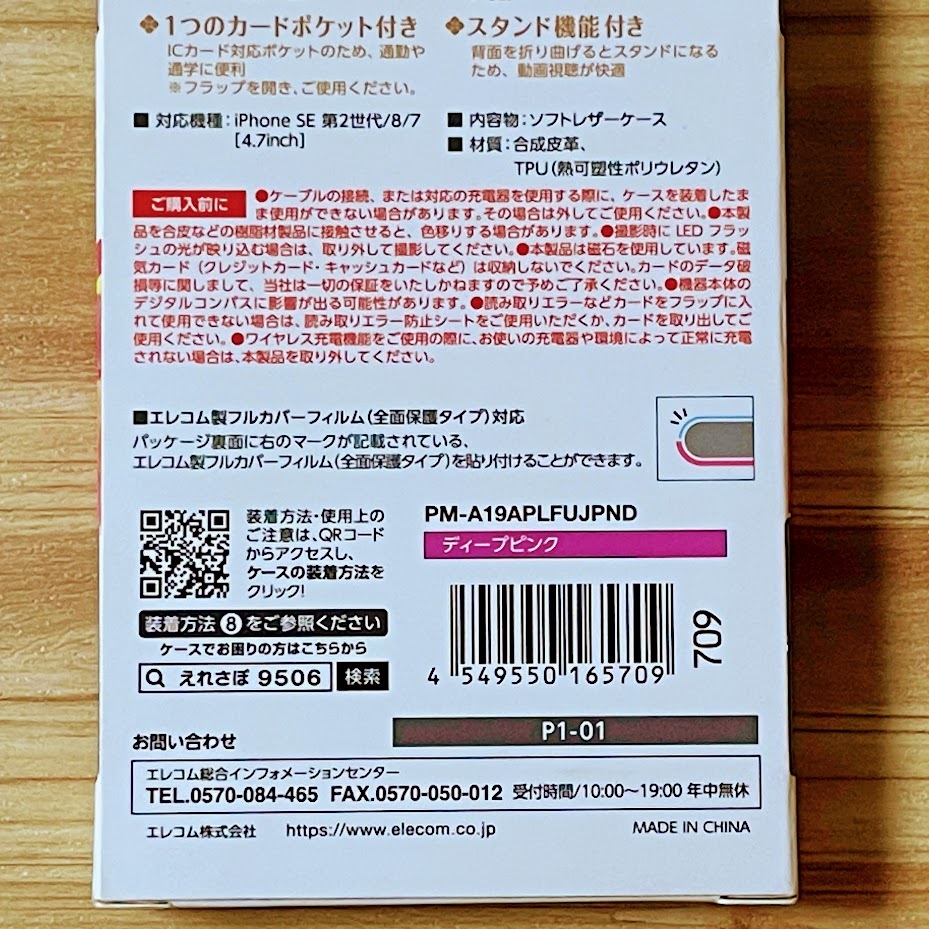 ❖1つのカードポケット付き
ICカード対応ポケットのため、通勤や
通学に便利
※フラップを開き、ご使用ください。
❖スタンド機能付き
背面を折り曲げるとスタンドになる
ため、動画視聴が快適
■ 対応機種：iPhone SE 第2世代/8/7
[4.7inch]
■ 内容物：ソフトレザーケース
■ 材質：合成皮革、
TPU（熱可塑性ポリウレタン）
ご購入前に
●ケーブルの接続、または対応の充電器を使用する際に、ケースを装着したま
ま使用ができない場合があります。その場合は外してご使用ください。●本製
品を合皮などの樹脂材製品に接触させると、色移りする場合があります。●撮影時に LED フラッ
シュの光が映り込む場合は、取り外して撮影してください。●本製品は磁石を使用しています。磁
気カード（クレジットカード・キャッシュカードなど）は収納しないでください。カードのデータ破
損等に関しまして、当社は一切の保証をいたしかねますので予めご了承ください。●機器本体の
デジタルコンパスに影響が出る可能性があります。●読み取りエラーなどカードをフラップに入
れて使用できない場合は、読み取りエラー防止シートをご使用いただくか、カードを取り出してご
使用ください。●ワイヤレス充電機能をご使用の際に、お使いの充電器や環境によって正常に充電
されない場合は、本製品を取り外してください。
■エレコム製フルカバーフィルム（全面保護タイプ）対応
パッケージ裏面に右のマークが記載されている、
エレコム製フルカバーフィルム（全面保護タイプ）を貼り付けることができます。
装着方法・使用上の
ご注意は、QRコード
からアクセスし、
ケースの装着方法を
クリック!
装着方法 8 をご参照ください
ケースでお困りの方はこちらから
えれさぽ 9506 検索
PM-A19APLFUJPND
ディープピンク
4 549550 165709
709
P1-01
お問い合わせ
エレコム総合インフォメーションセンター
TEL.0570-084-465 FAX.0570-050-012 受付時間/10:00～19:00 年中無休
エレコム株式会社 https://www.elecom.co.jp MADE IN CHINA